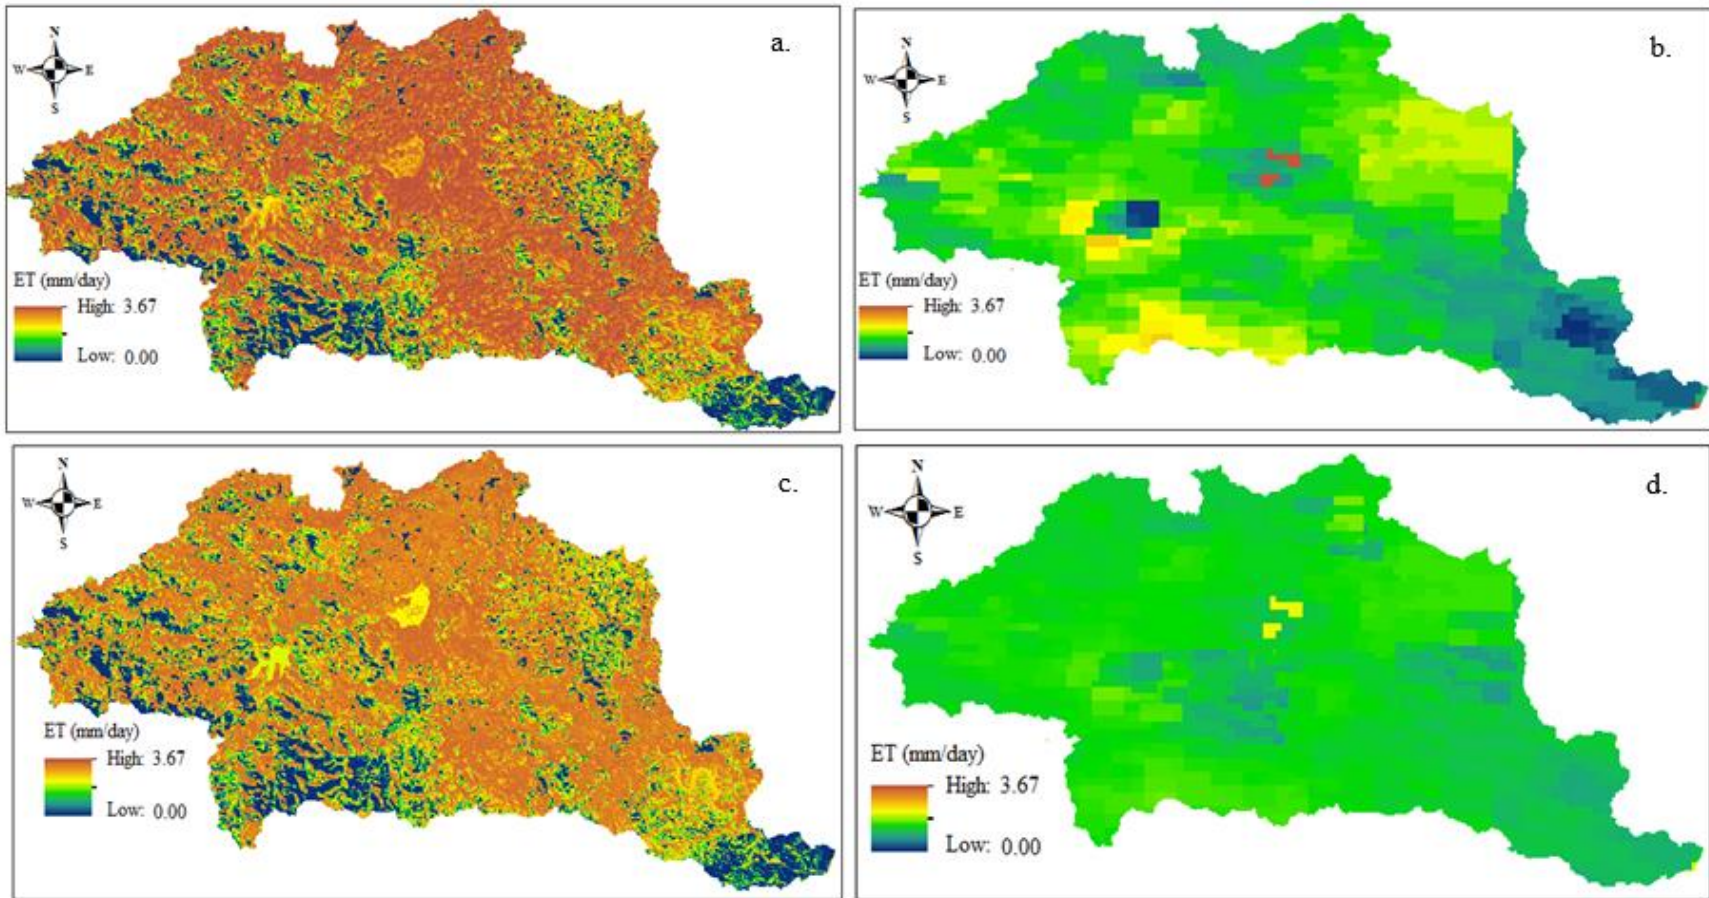 a.
N
W E
S
ET (mm/day)
High: 3.67
Low: 0.00
b.
N
W E
S
ET (mm/day)
High: 3.67
Low: 0.00
c.
N
W E
S
ET (mm/day)
High: 3.67
Low: 0.00
d.
N
W E
S
ET (mm/day)
High: 3.67
Low: 0.00